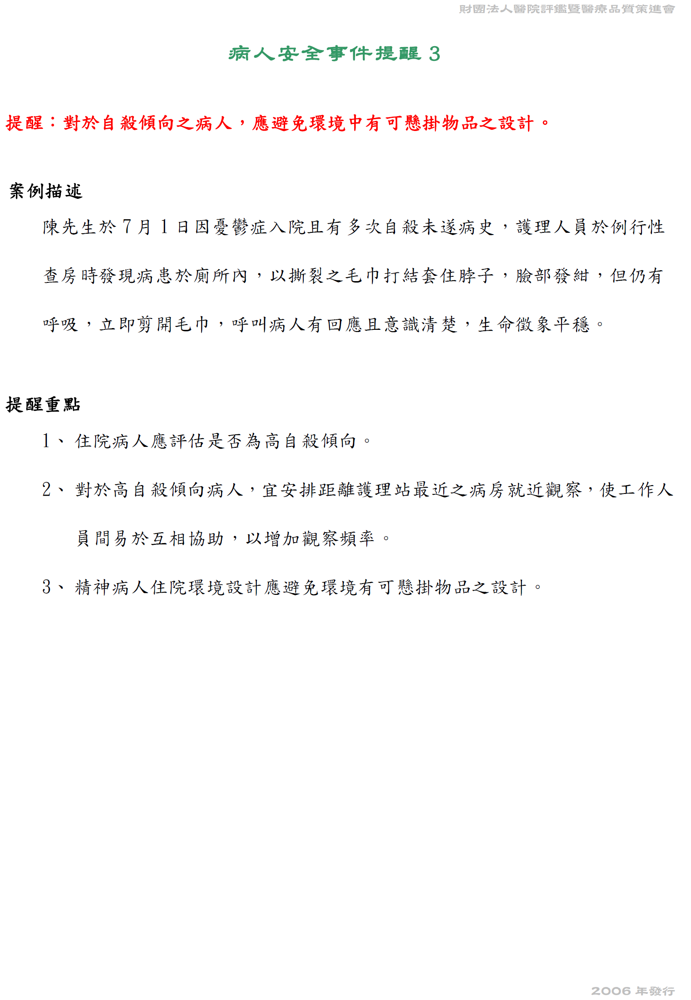 財團法人醫院評鑑暨醫療品質策進會
病人安全事件提醒 3
提醒：對於自殺傾向之病人，應避免環境中有可懸掛物品之設計。
案例描述
陳先生於 7 月 1 日因憂鬱症入院且有多次自殺未遂病史，護理人員於例行性
查房時發現病患於廁所內，以撕裂之毛巾打結套住脖子，臉部發紺，但仍有
呼吸，立即剪開毛巾，呼叫病人有回應且意識清楚，生命徵象平穩。
提醒重點
1、 住院病人應評估是否為高自殺傾向。
2、 對於高自殺傾向病人，宜安排距離護理站最近之病房就近觀察，使工作人
員間易於互相協助，以增加觀察頻率。
3、 精神病人住院環境設計應避免環境有可懸掛物品之設計。
2006 年發行